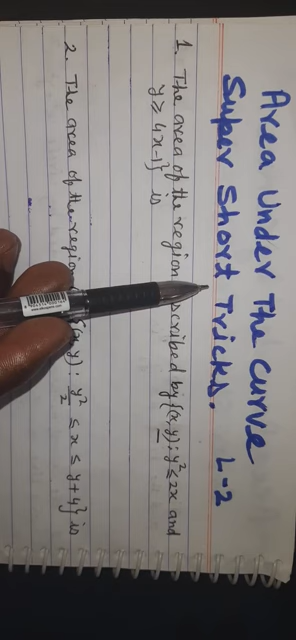 Area Under The curve
Super Short Tricks. L-2
1. The area of the region scribed by {(x,y): y² ≤ 2x and
y ≥ 4x-1} is
2. The area of the region (x,y): y²/2 ≤ x ≤ y+4} is